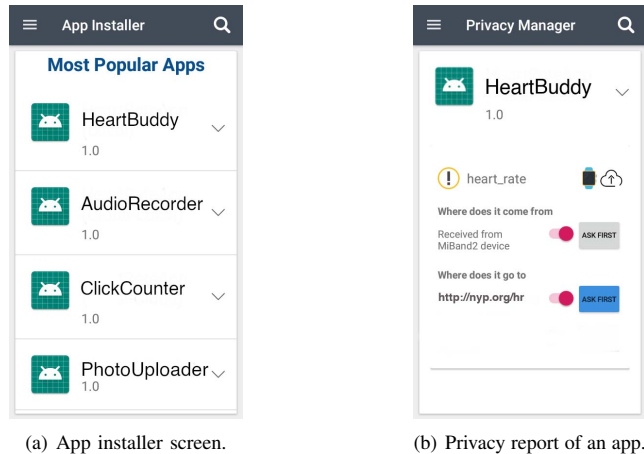 App Installer
Most Popular Apps
HeartBuddy
1.0
AudioRecorder
1.0
ClickCounter
1.0
PhotoUploader
1.0
(a) App installer screen.
Privacy Manager
HeartBuddy
1.0
heart_rate
Where does it come from
Received from
MiBand2 device
ASK FIRST
Where does it go to
http://nyp.org/hr
ASK FIRST
(b) Privacy report of an app.